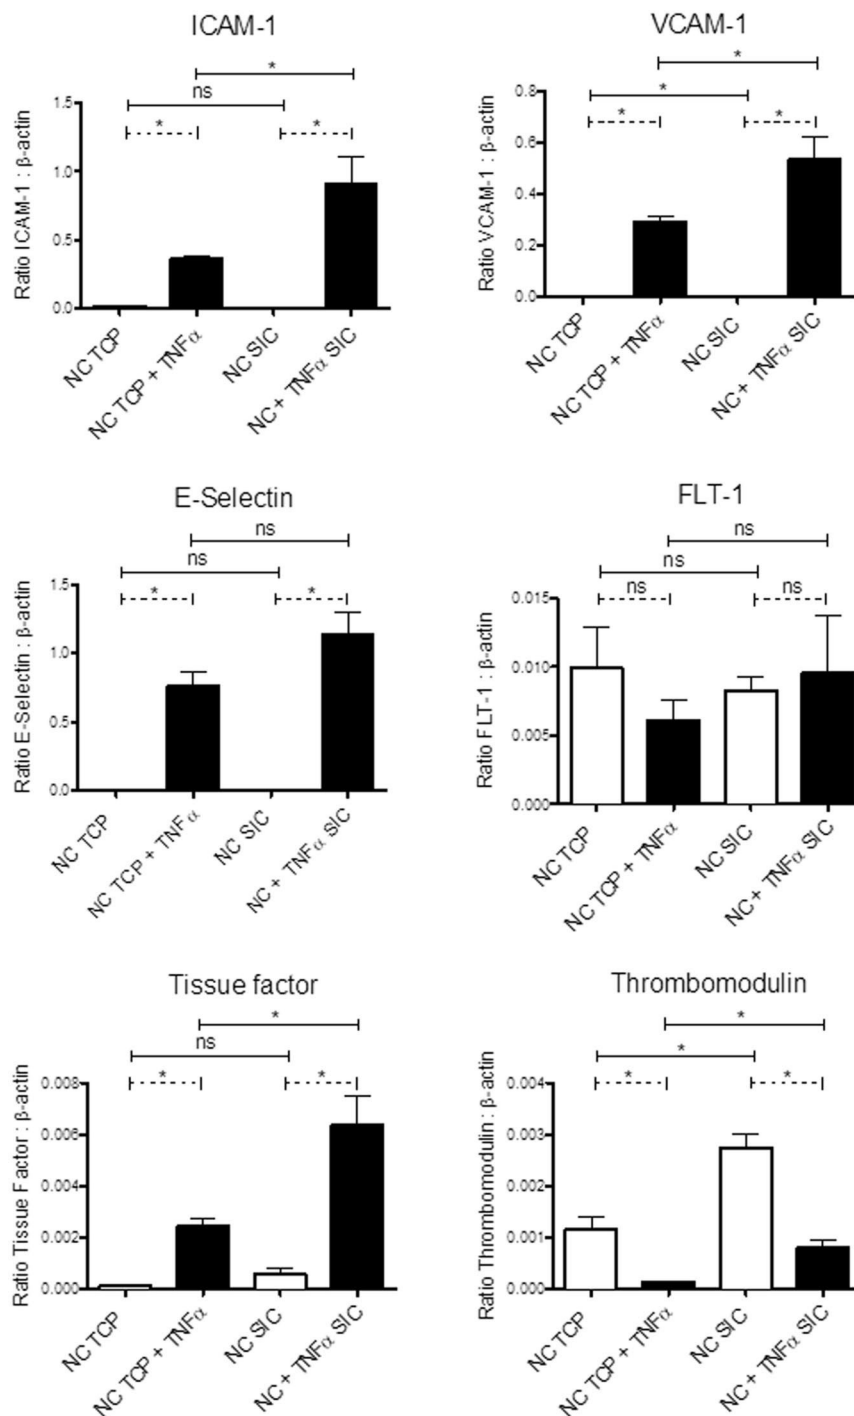 ICAM-1
*
ns
* *
Ratio ICAM-1 : β-actin
1.5
1.0
0.5
0.0
NC TCP
NC TCP + TNFα
NC SIC
NC + TNFα SIC
VCAM-1
*
*
* *
Ratio VCAM-1 : β-actin
0.8
0.6
0.4
0.2
0.0
NC TCP
NC TCP + TNFα
NC SIC
NC + TNFα SIC
E-Selectin
ns
ns
* *
Ratio E-Selectin : β-actin
1.5
1.0
0.5
0.0
NC TCP
NC TCP + TNFα
NC SIC
NC + TNFα SIC
FLT-1
ns
ns
ns ns
Ratio FLT-1 : β-actin
0.015
0.010
0.005
0.000
NC TCP
NC TCP + TNFα
NC SIC
NC + TNFα SIC
Tissue factor
*
ns
* *
Ratio Tissue Factor : β-actin
0.008
0.006
0.004
0.002
0.000
NC TCP
NC TCP + TNFα
NC SIC
NC + TNFα SIC
Thrombomodulin
*
*
* *
Ratio Thrombomodulin : β-actin
0.004
0.003
0.002
0.001
0.000
NC TCP
NC TCP + TNFα
NC SIC
NC + TNFα SIC